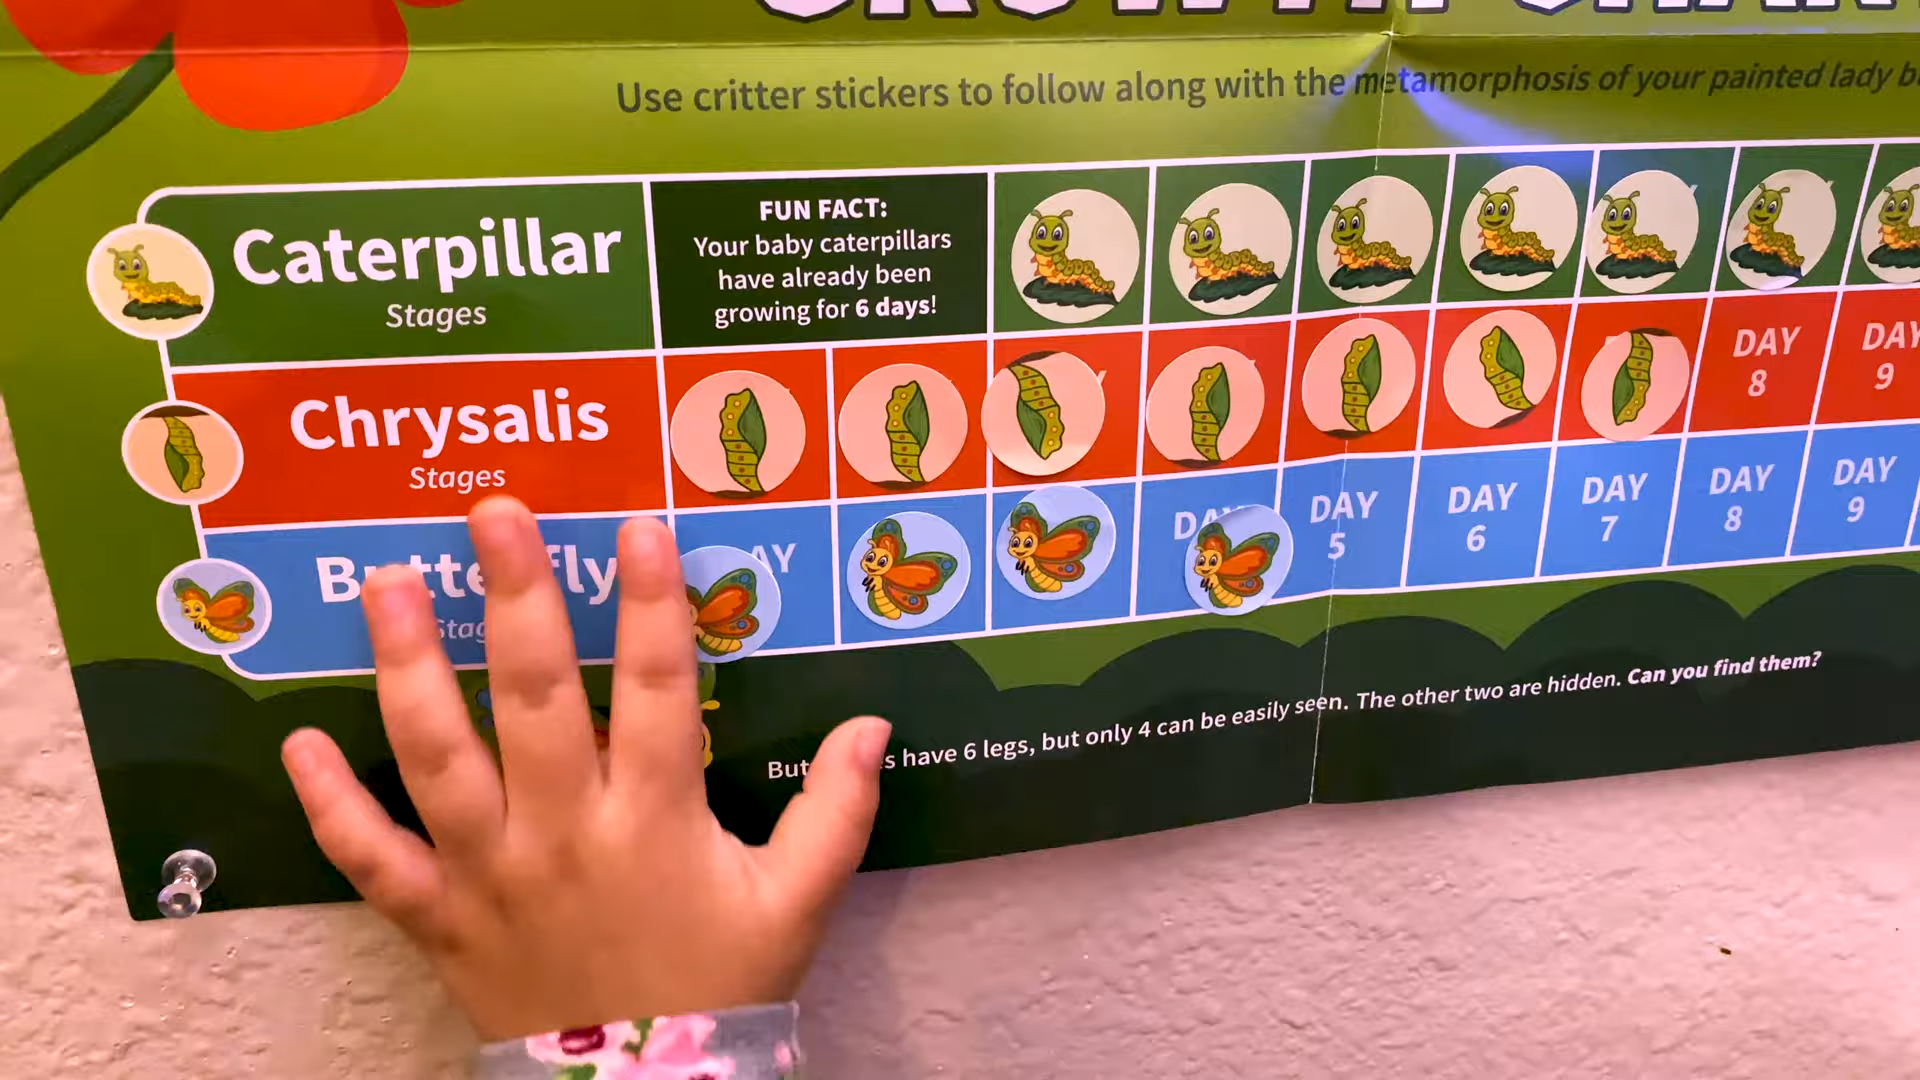 Use critter stickers to follow along with the metamorphosis of your painted lady
Caterpillar
Stages
FUN FACT:
Your baby caterpillars
have already been
growing for 6 days!
Chrysalis
Stages
DAY
8
DAY
9
DAY
5
DAY
6
DAY
7
DAY
8
DAY
9
have 6 legs, but only 4 can be easily seen. The other two are hidden. Can you find them?